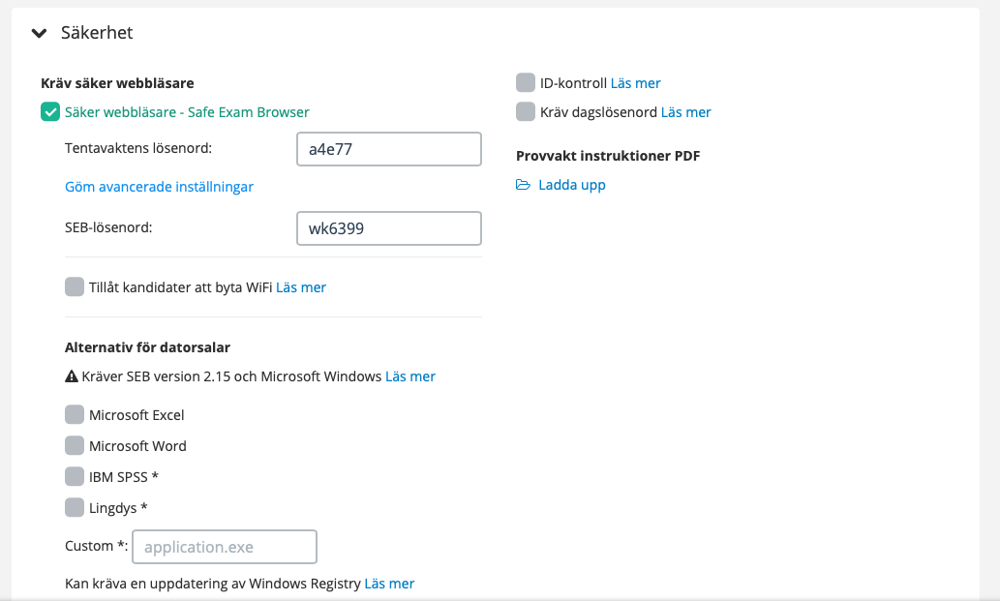 Säkerhet
Kräv säker webbläsare
Säker webbläsare - Safe Exam Browser
Tentavaktens lösenord:
a4e77
Göm avancerade inställningar
SEB-lösenord:
wk6399
Tillåt kandidater att byta WiFi Läs mer
Alternativ för datorsalar
Kräver SEB version 2.15 och Microsoft Windows Läs mer
Microsoft Excel
Microsoft Word
IBM SPSS *
Lingdys *
Custom *:
application.exe
Kan kräva en uppdatering av Windows Registry Läs mer
ID-kontroll Läs mer
Kräv dagslösenord Läs mer
Provvakt instruktioner PDF
Ladda upp